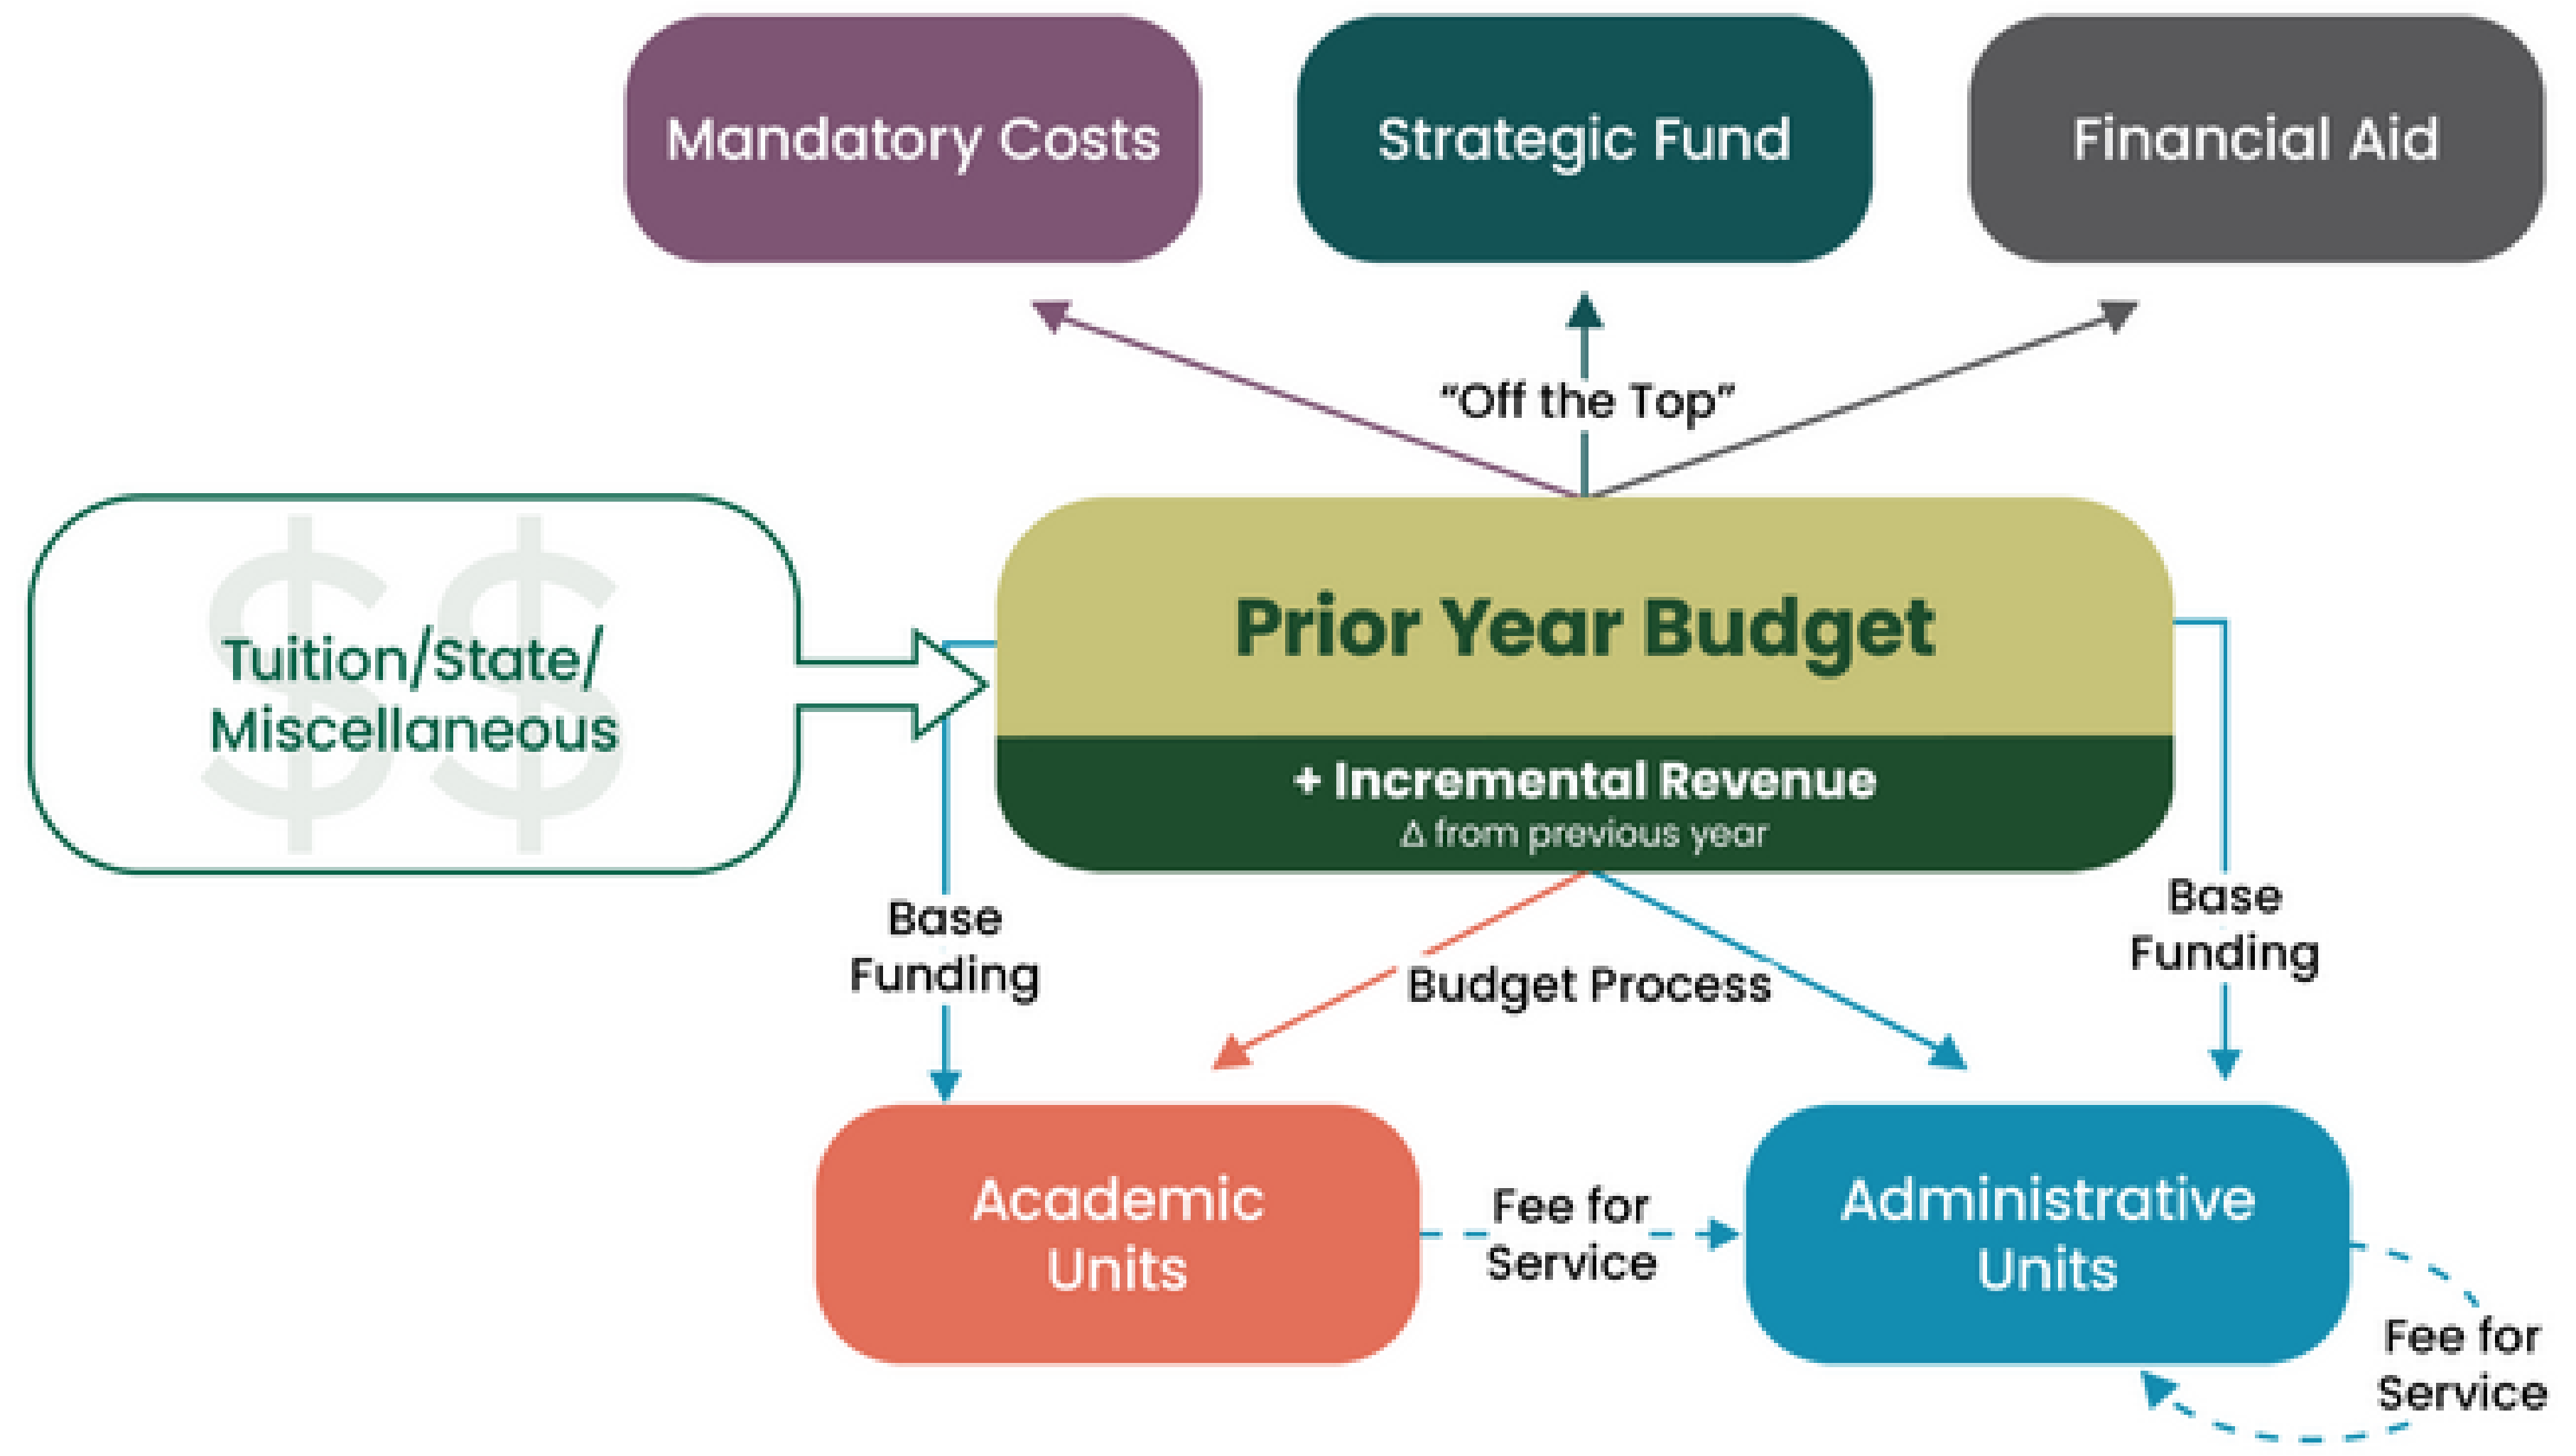 Mandatory Costs
Strategic Fund
Financial Aid
“Off the Top”
$$
Tuition/State/
Miscellaneous
Prior Year Budget
+ Incremental Revenue
Δ from previous year
Base
Funding
Budget Process
Base
Funding
Academic
Units
Fee for
Service
Administrative
Units
Fee for
Service